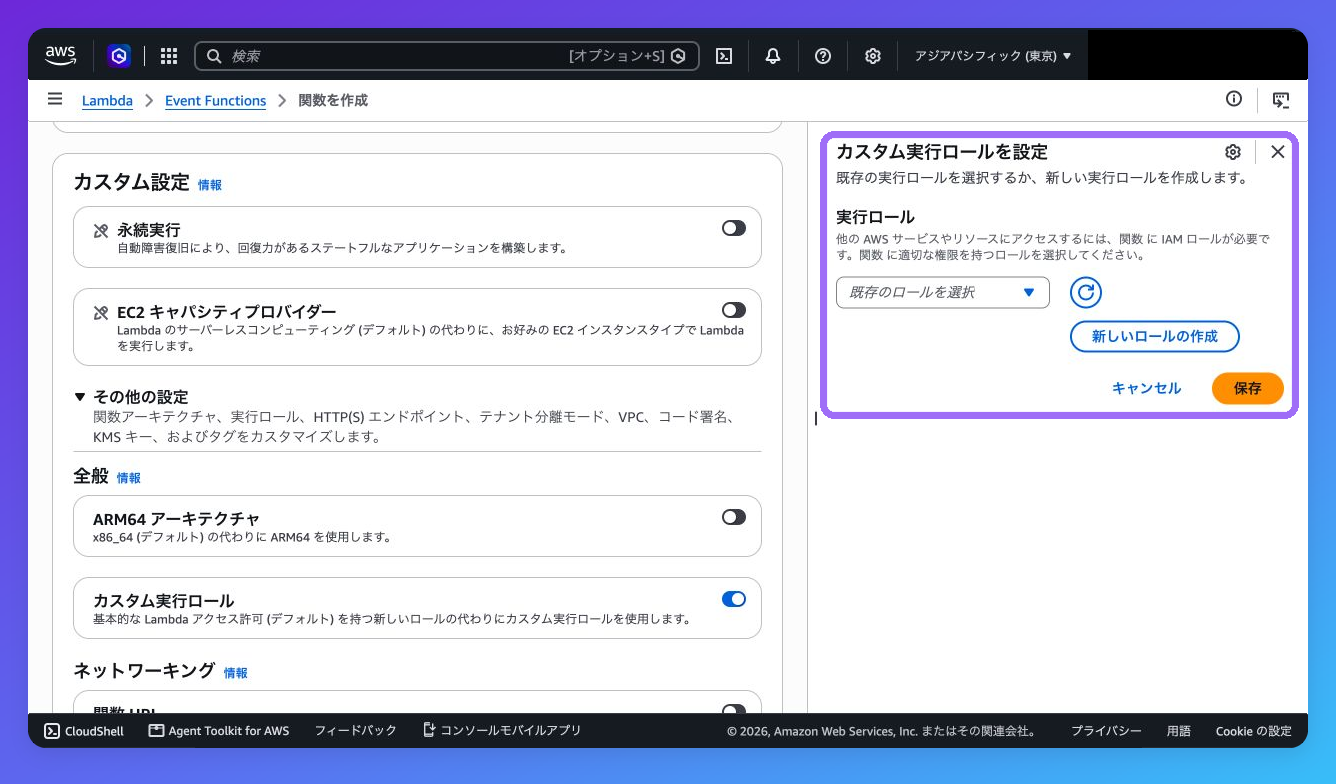 aws
検索
[オプション+S]
アジアパシフィック (東京) ▼
Lambda
Event Functions
関数を作成
カスタム設定 情報
永続実行
自動障害復旧により、回復力があるステートフルなアプリケーションを構築します。
EC2 キャパシティプロバイダー
Lambda のサーバーレスコンピューティング (デフォルト) の代わりに、お好みの EC2 インスタンスタイプで Lambda
を実行します。
▼ その他の設定
関数アーキテクチャ、実行ロール、HTTP(S) エンドポイント、テナント分離モード、VPC、コード署名、
KMS キー、およびタグをカスタマイズします。
全般 情報
ARM64 アーキテクチャ
x86_64 (デフォルト) の代わりに ARM64 を使用します。
カスタム実行ロール
基本的な Lambda アクセス許可 (デフォルト) を持つ新しいロールの代わりにカスタム実行ロールを使用します。
ネットワーキング 情報
関数 URL
カスタム実行ロールを設定
既存の実行ロールを選択するか、新しい実行ロールを作成します。
実行ロール
他の AWS サービスやリソースにアクセスするには、関数 に IAM ロールが必要で
す。関数 に適切な権限を持つロールを選択してください。
既存のロールを選択
新しいロールの作成
キャンセル
保存
CloudShell
Agent Toolkit for AWS
フィードバック
コンソールモバイルアプリ
© 2026, Amazon Web Services, Inc. またはその関連会社。
プライバシー
用語
Cookie の設定